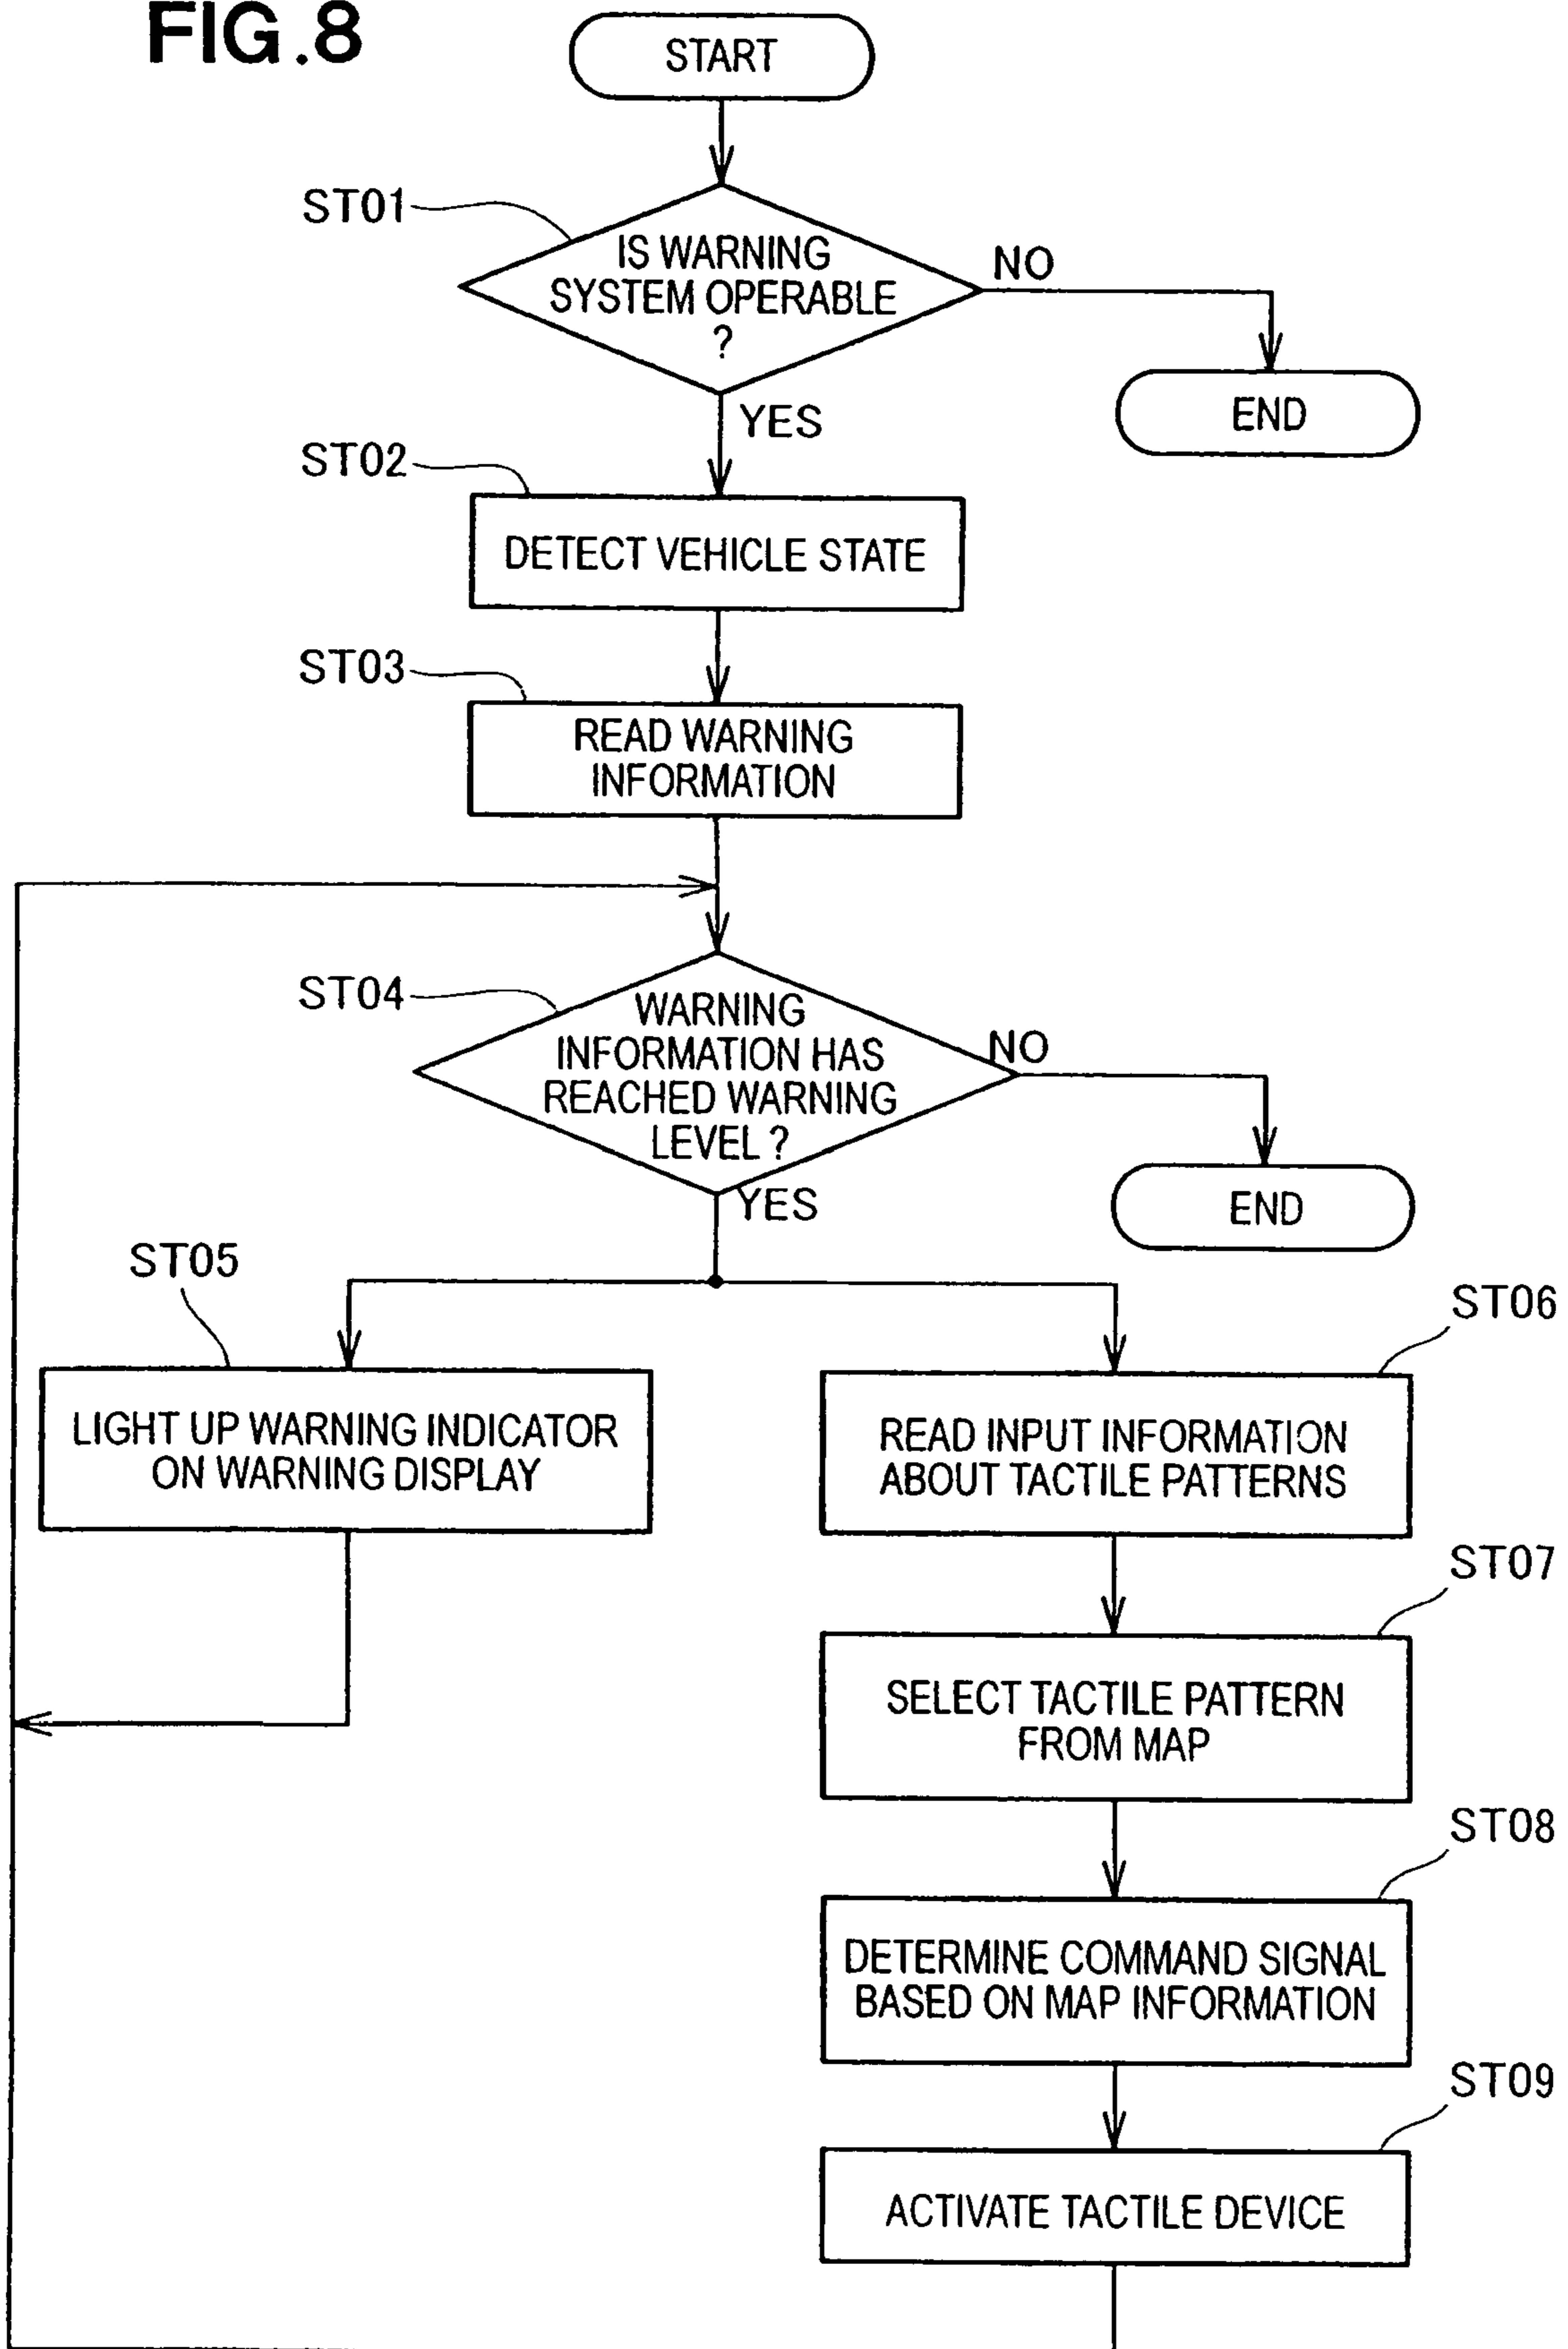 FIG.8
START
ST01
IS WARNING
SYSTEM OPERABLE
?
NO
END
YES
ST02
DETECT VEHICLE STATE
ST03
READ WARNING
INFORMATION
ST04
WARNING
INFORMATION HAS
REACHED WARNING
LEVEL ?
NO
END
YES
ST05
LIGHT UP WARNING INDICATOR
ON WARNING DISPLAY
ST06
READ INPUT INFORMATION
ABOUT TACTILE PATTERNS
ST07
SELECT TACTILE PATTERN
FROM MAP
ST08
DETERMINE COMMAND SIGNAL
BASED ON MAP INFORMATION
ST09
ACTIVATE TACTILE DEVICE